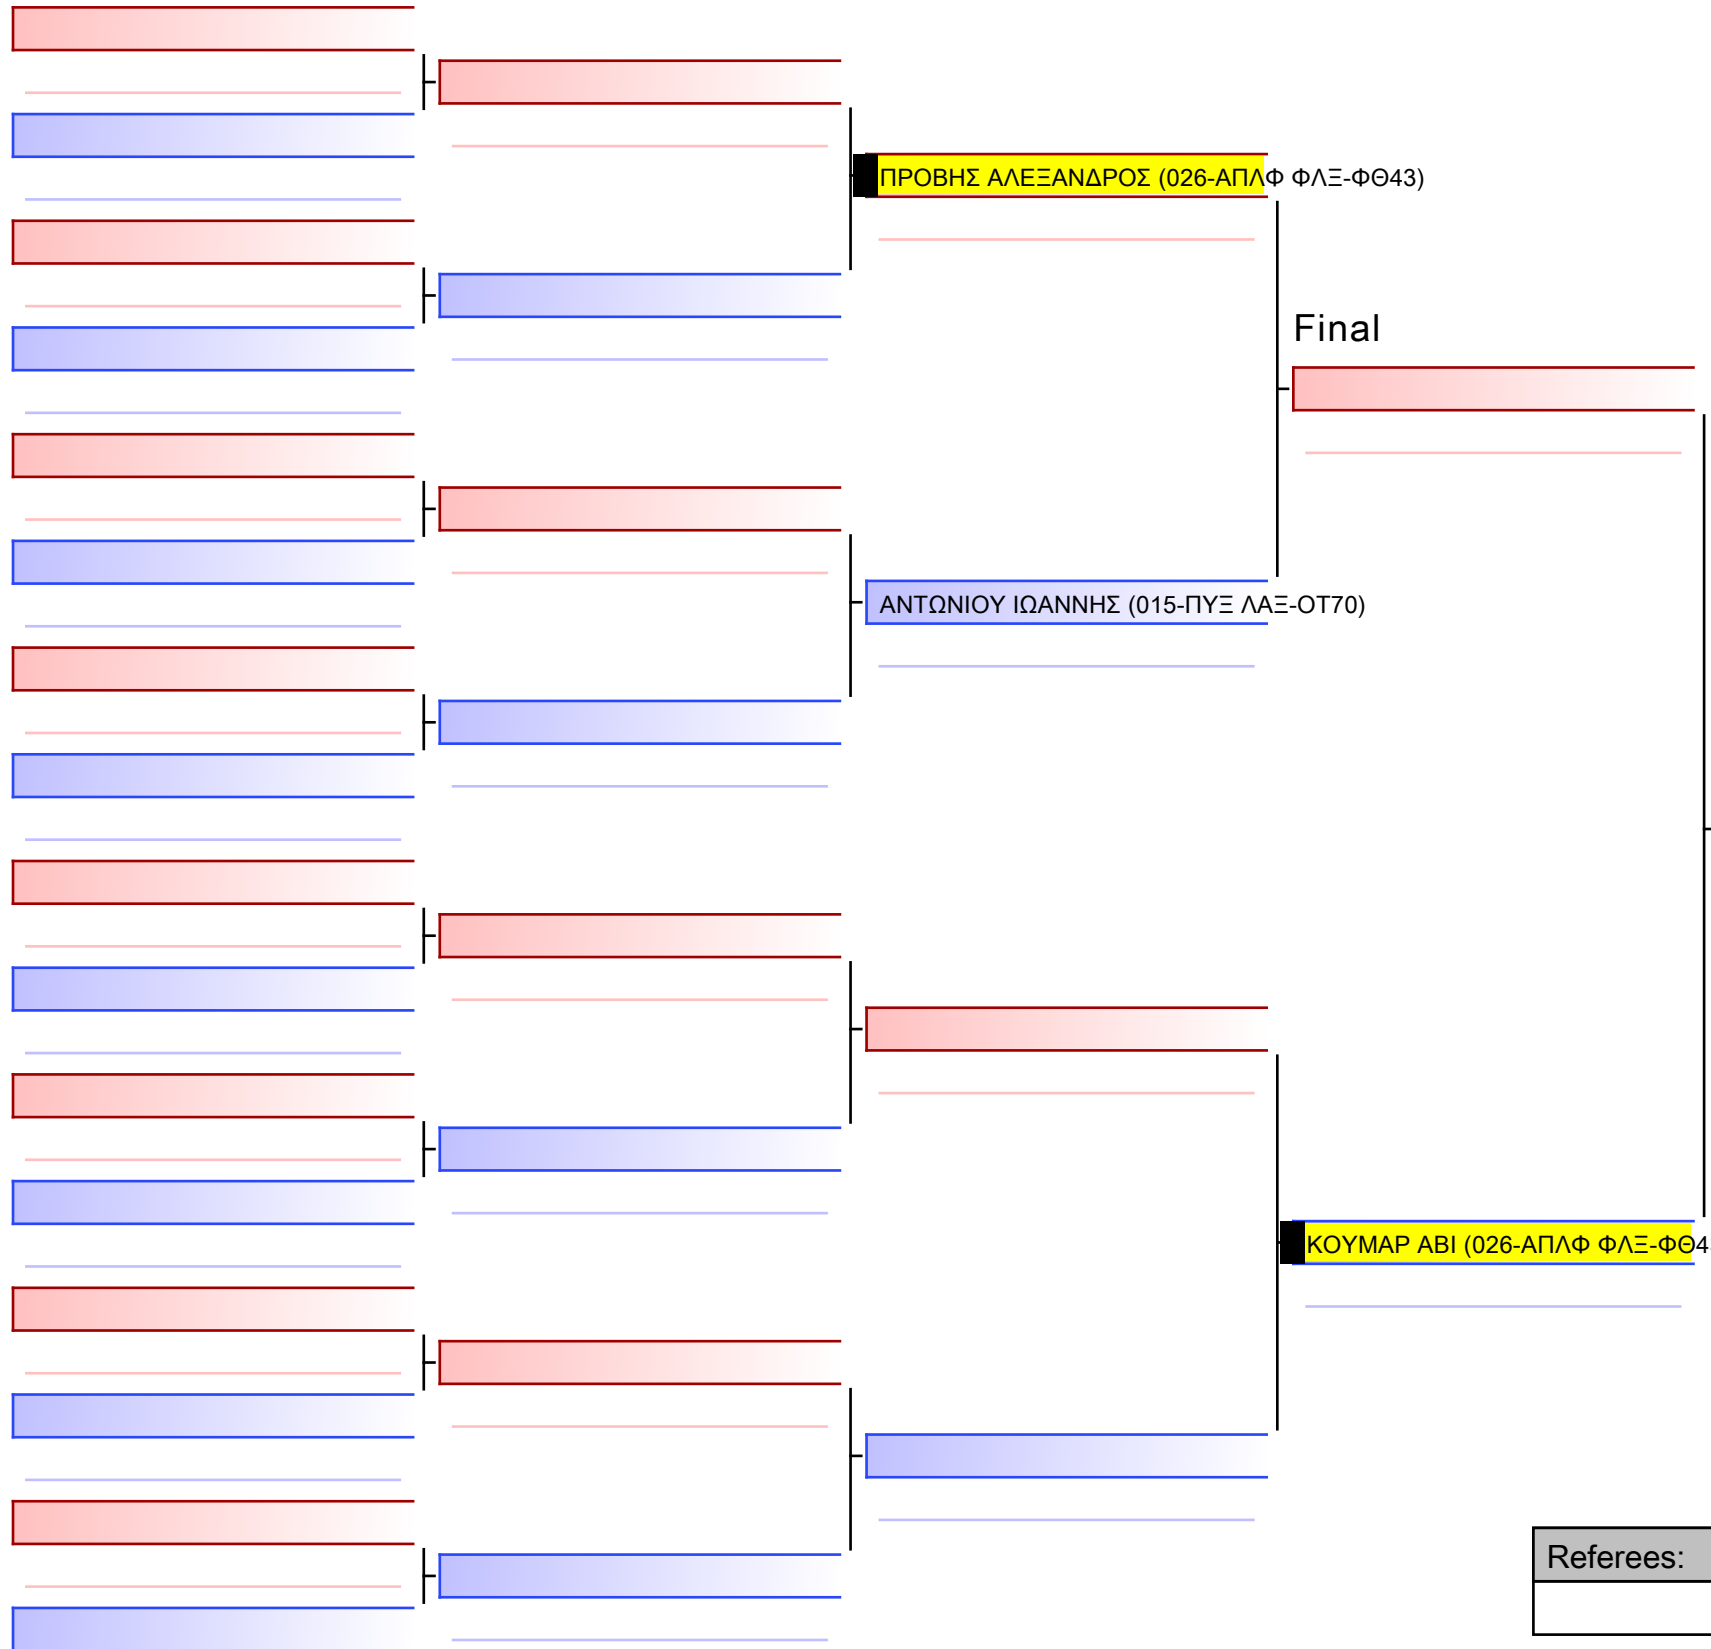 ΠΡΟΒΗΣ ΑΛΕΞΑΝΔΡΟΣ (026-ΑΠΛΦ ΦΛΞ-ΦΘ43)
Final
ΑΝΤΩΝΙΟΥ ΙΩΑΝΝΗΣ (015-ΠΥΞ ΛΑΞ-ΟΤ70)
ΚΟΥΜΑΡ ΑΒΙ (026-ΑΠΛΦ ΦΛΞ-ΦΘ4
Referees: